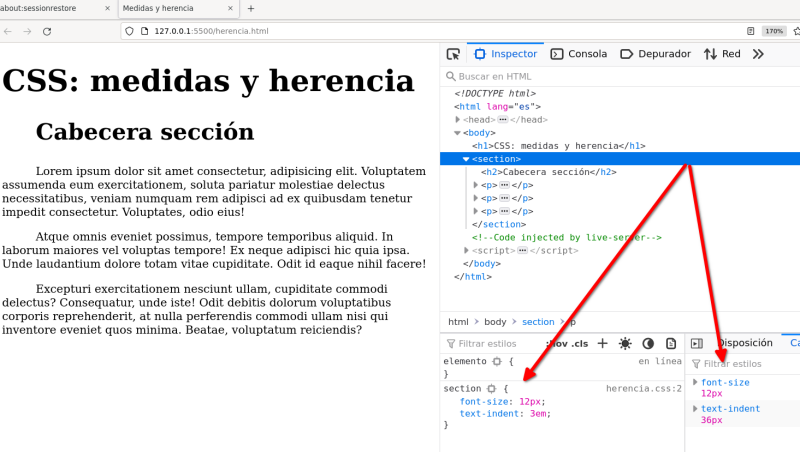 about:sessionrestore
Medidas y herencia
127.0.0.1:5500/herencia.html
170%
CSS: medidas y herencia
Cabecera sección
Lorem ipsum dolor sit amet consectetur, adipisicing elit. Voluptatem
assumenda eum exercitationem, soluta pariatur molestiae delectus
necessitatibus, veniam numquam rem adipisci ad ex quibusdam tenetur
impedit consectetur. Voluptates, odio eius!
Atque omnis eveniet possimus, tempore temporibus aliquid. In
laborum maiores vel voluptas tempore! Ex neque adipisci hic quia ipsa.
Unde laudantium dolore totam vitae cupiditate. Odit id eaque nihil facere!
Excepturi exercitationem nesciunt ullam, cupiditate commodi
delectus? Consequatur, unde iste! Odit debitis dolorum voluptatibus
corporis reprehenderit, at nulla perferendis commodi ullam nisi qui
inventore eveniet quos minima. Beatae, voluptatum reiciendis?
Inspector Consola Depurador Red
Buscar en HTML
<!DOCTYPE html>
<html lang="es">
<head> ••• </head>
<body>
<h1>CSS: medidas y herencia</h1>
<section>
<h2>Cabecera sección</h2>
<p> ••• </p>
<p> ••• </p>
<p> ••• </p>
</section>
<!--Code injected by live-server-->
<script> ••• </script>
</body>
</html>
html > body > section > p
Filtrar estilos :hov .cls +
elemento { en línea
}
section { herencia.css:2
font-size: 12px;
text-indent: 3em;
}
Disposición
Filtrar estilos
font-size
12px
text-indent
36px